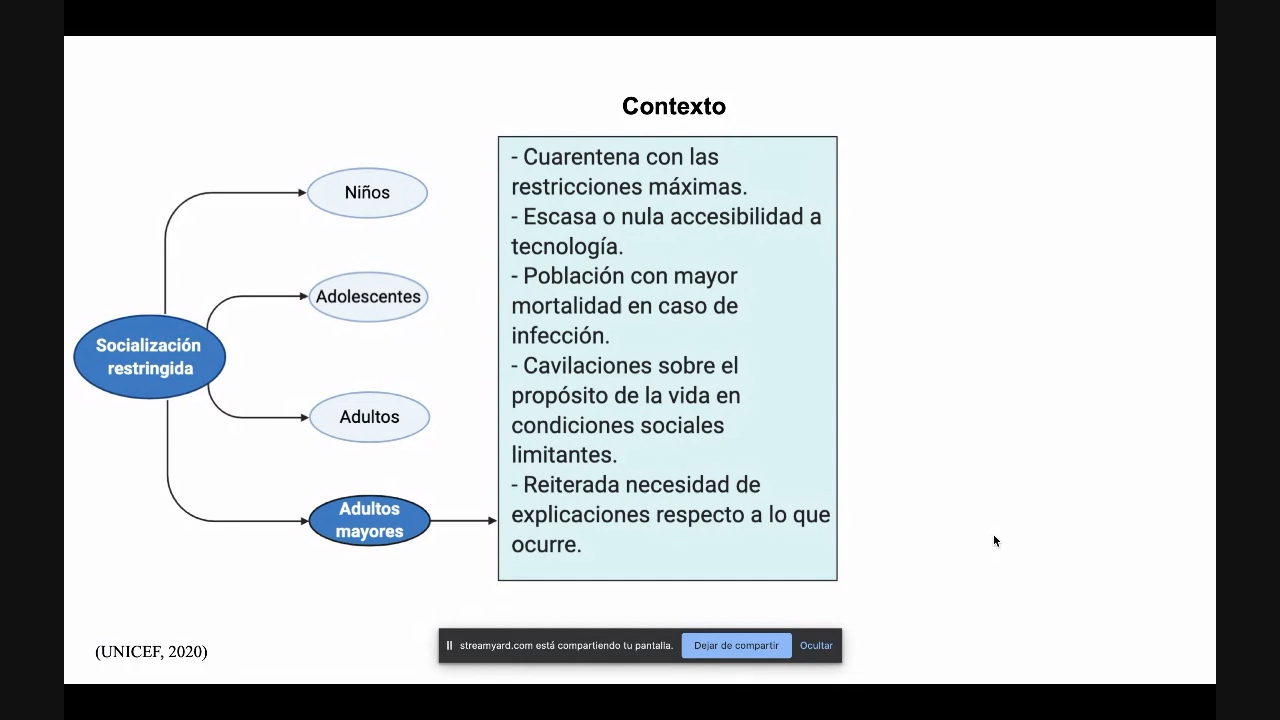 Contexto
- Cuarentena con las
restricciones máximas.
- Escasa o nula accesibilidad a
tecnología.
- Población con mayor
mortalidad en caso de
infección.
- Cavilaciones sobre el
propósito de la vida en
condiciones sociales
limitantes.
- Reiterada necesidad de
explicaciones respecto a lo que
ocurre.
Niños
Adolescentes
Socialización
restringida
Adultos
Adultos
mayores
(UNICEF, 2020)
streamyard.com está compartiendo tu pantalla.
Dejar de compartir
Ocultar